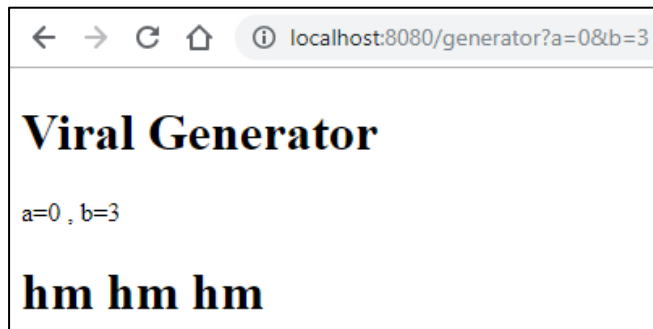 localhost:8080/generator?a=0&b=3
Viral Generator
a=0 , b=3
hm hm hm